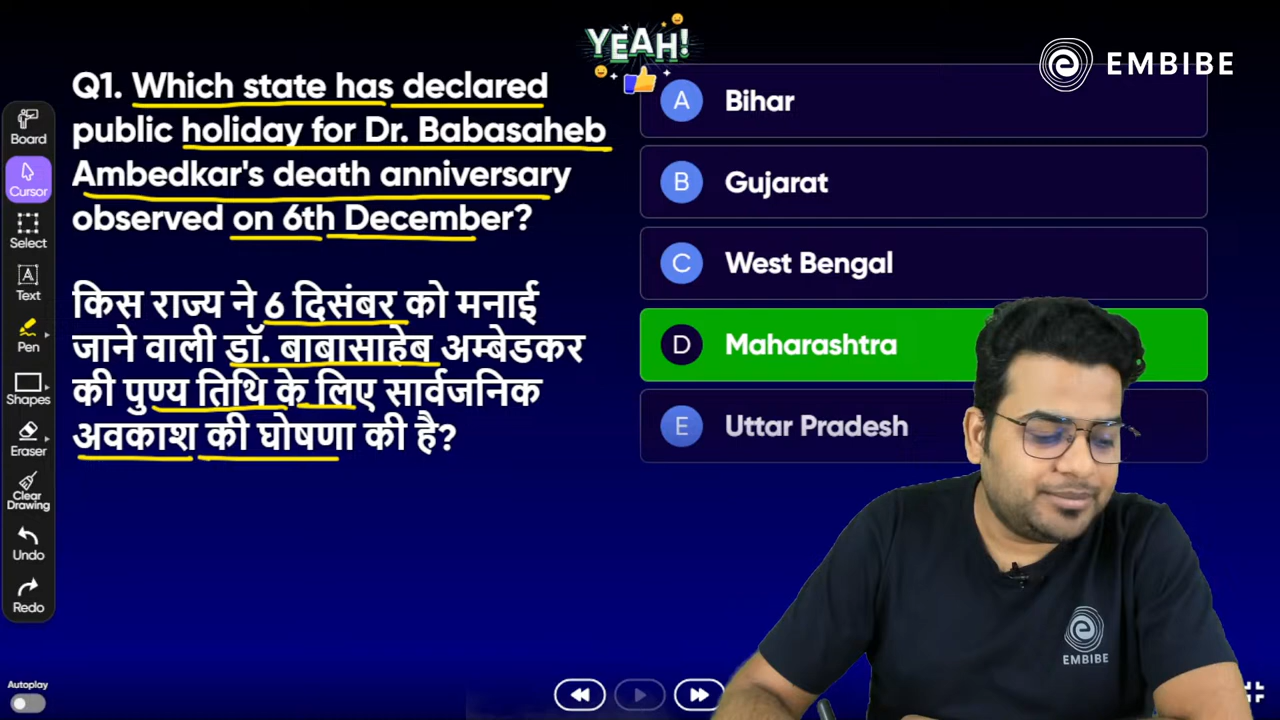 YEAH!
EMBIBE
Q1. Which state has declared
public holiday for Dr. Babasaheb
Ambedkar's death anniversary
observed on 6th December?
किस राज्य ने 6 दिसंबर को मनाई
जाने वाली डॉ. बाबासाहेब अम्बेडकर
की पुण्य तिथि के लिए सार्वजनिक
अवकाश की घोषणा की है?
A Bihar
B Gujarat
C West Bengal
D Maharashtra
E Uttar Pradesh
Board
Cursor
Select
A
Text
Pen
Shapes
Eraser
Clear
Drawing
Undo
Redo
Autoplay
e
EMBIBE